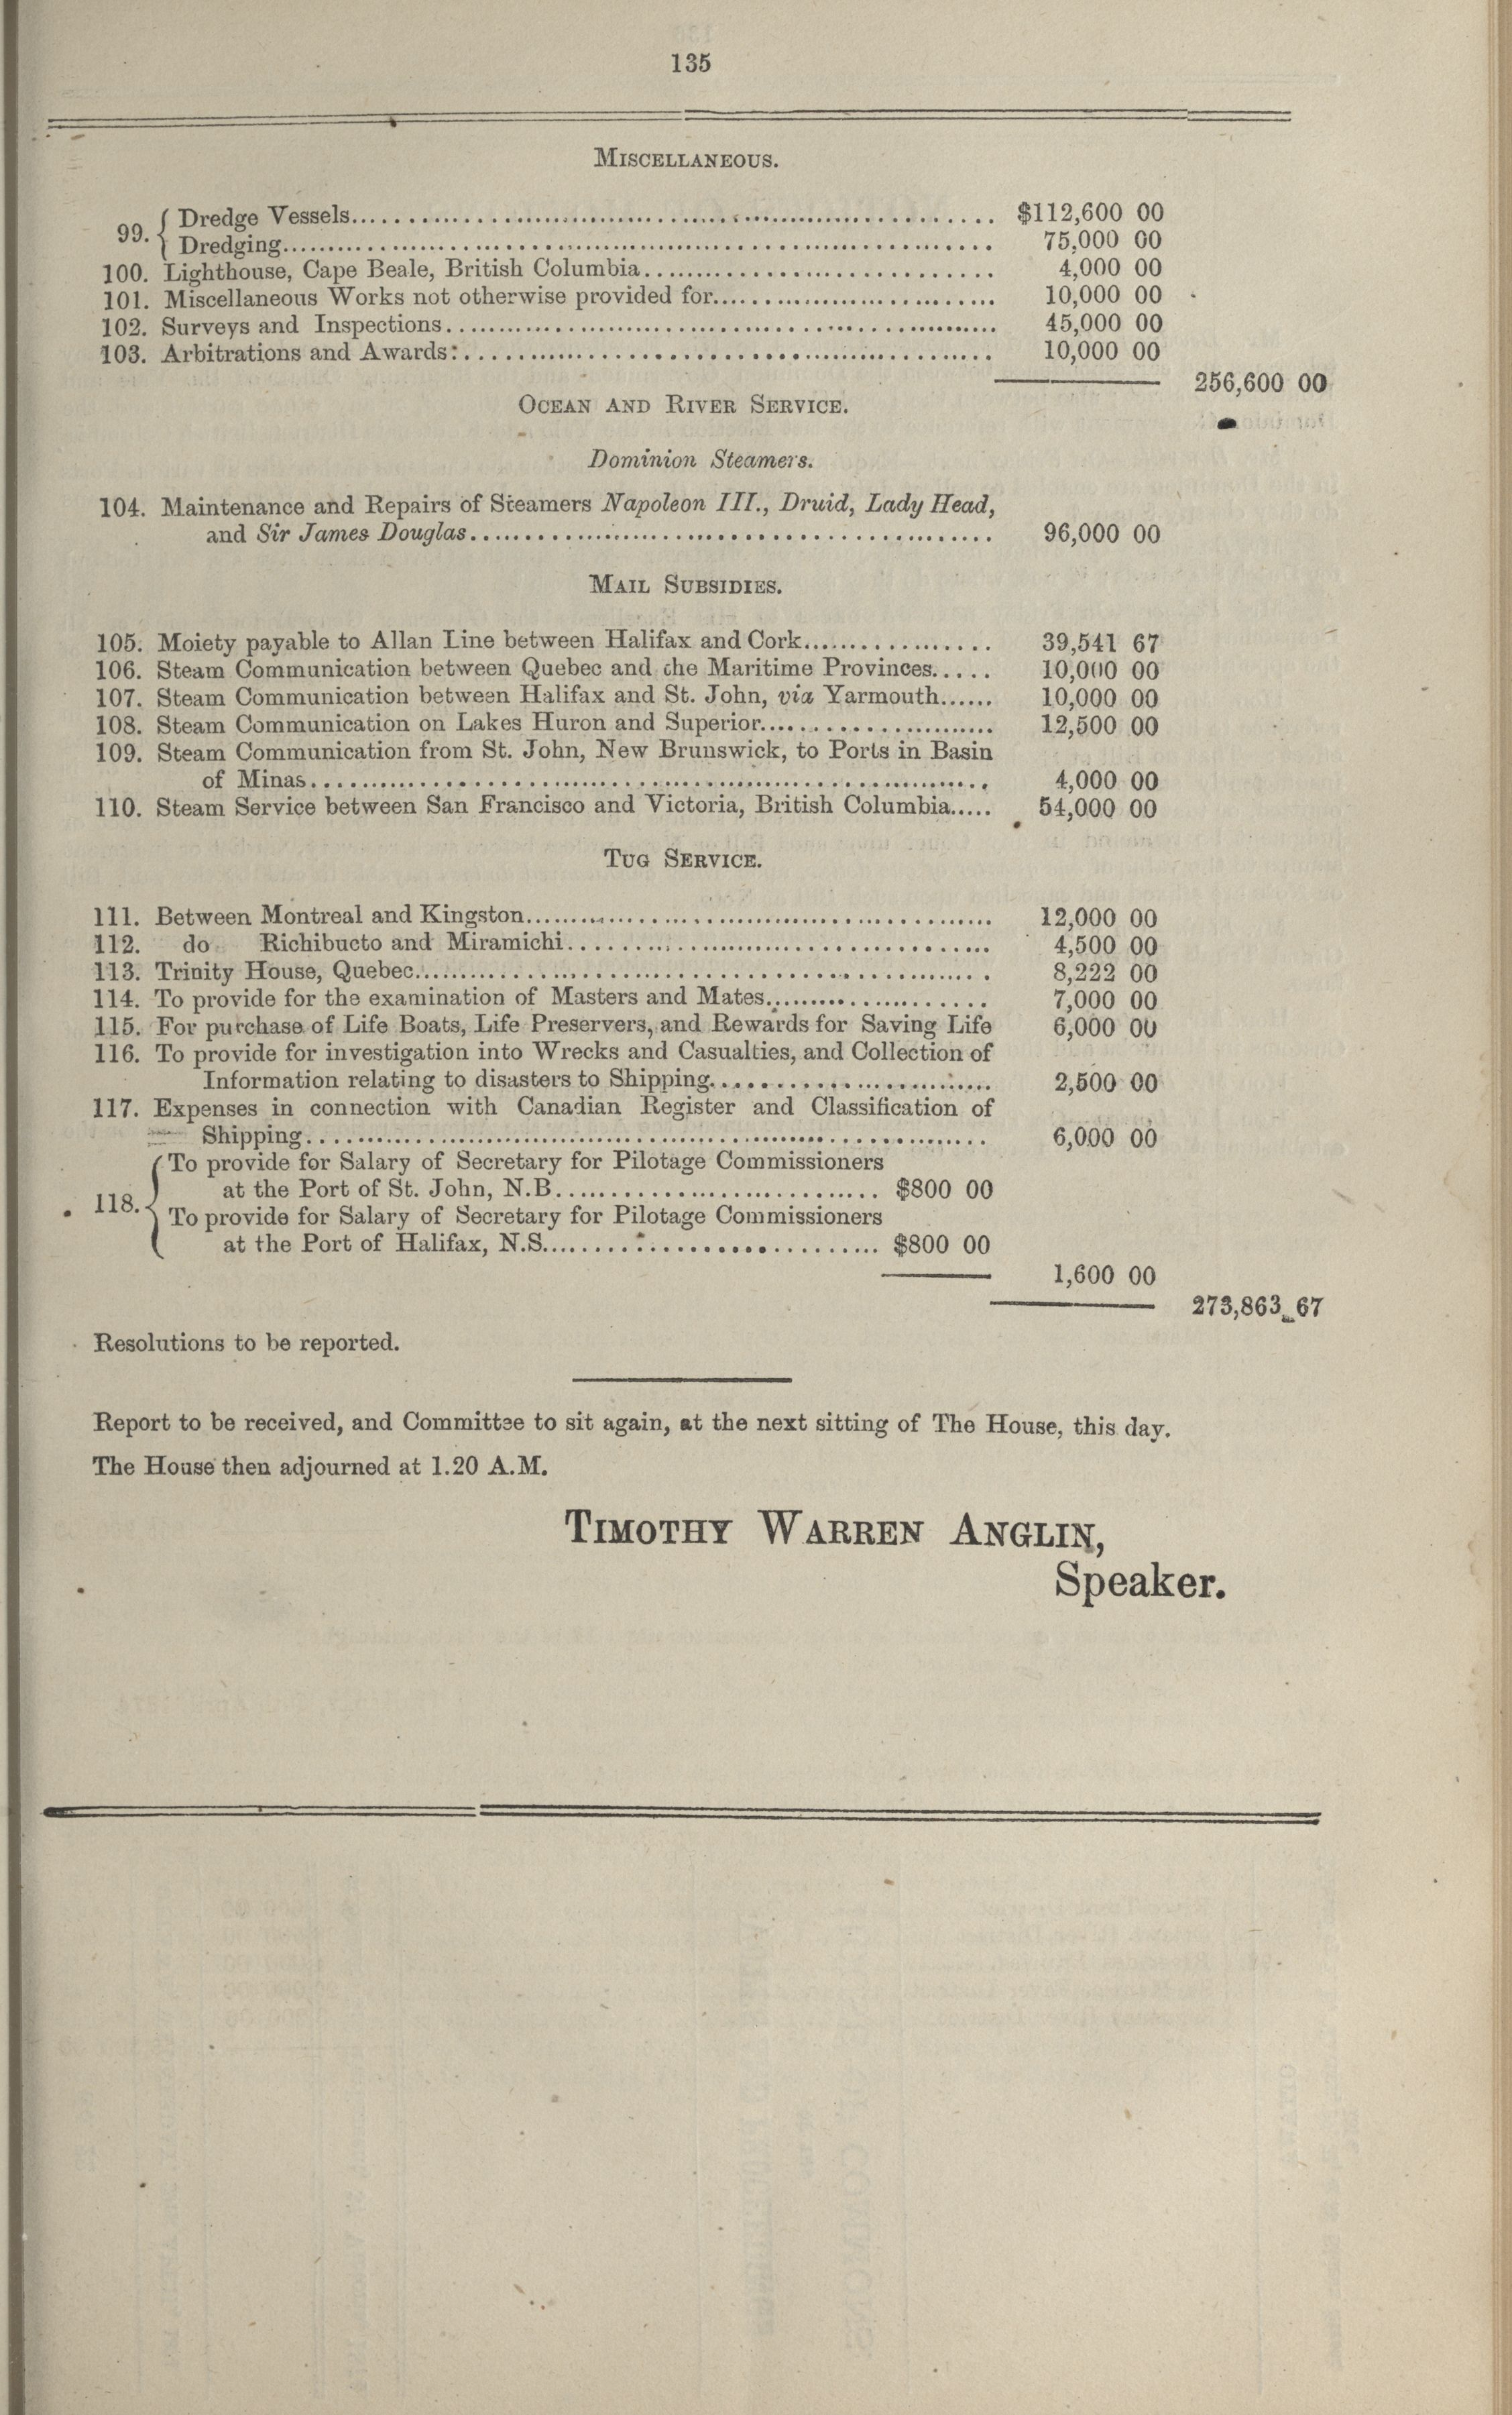 135
MISCELLANEOUS.
99. { Dredge Vessels.......... $112,600 00
Dredging.......... 75,000 00
100. Lighthouse, Cape Beale, British Columbia.......... 4,000 00
101. Miscellaneous Works not otherwise provided for.......... 10,000 00
102. Surveys and Inspections.......... 45,000 00
103. Arbitrations and Awards:.......... 10,000 00
256,600 00
OCEAN AND RIVER SERVICE.
Dominion Steamers.
104. Maintenance and Repairs of Steamers Napoleon III., Druid, Lady Head,
and Sir James Douglas.......... 96,000 00
MAIL SUBSIDIES.
105. Moiety payable to Allan Line between Halifax and Cork.......... 39,541 67
106. Steam Communication between Quebec and the Maritime Provinces..... 10,000 00
107. Steam Communication between Halifax and St. John, via Yarmouth...... 10,000 00
108. Steam Communication on Lakes Huron and Superior.......... 12,500 00
109. Steam Communication from St. John, New Brunswick, to Ports in Basin
of Minas.......... 4,000 00
110. Steam Service between San Francisco and Victoria, British Columbia..... 54,000 00
TUG SERVICE.
111. Between Montreal and Kingston.......... 12,000 00
112. do Richibucto and Miramichi.......... 4,500 00
113. Trinity House, Quebec.......... 8,222 00
114. To provide for the examination of Masters and Mates.......... 7,000 00
115. For purchase of Life Boats, Life Preservers, and Rewards for Saving Life 6,000 00
116. To provide for investigation into Wrecks and Casualties, and Collection of
Information relating to disasters to Shipping.......... 2,500 00
117. Expenses in connection with Canadian Register and Classification of
Shipping.......... 6,000 00
118. { To provide for Salary of Secretary for Pilotage Commissioners
at the Port of St. John, N.B.......... $800 00
To provide for Salary of Secretary for Pilotage Commissioners
at the Port of Halifax, N.S.......... $800 00
1,600 00
273,863 67
Resolutions to be reported.
Report to be received, and Committee to sit again, at the next sitting of The House, this day.
The House then adjourned at 1.20 A.M.
TIMOTHY WARREN ANGLIN,
Speaker.